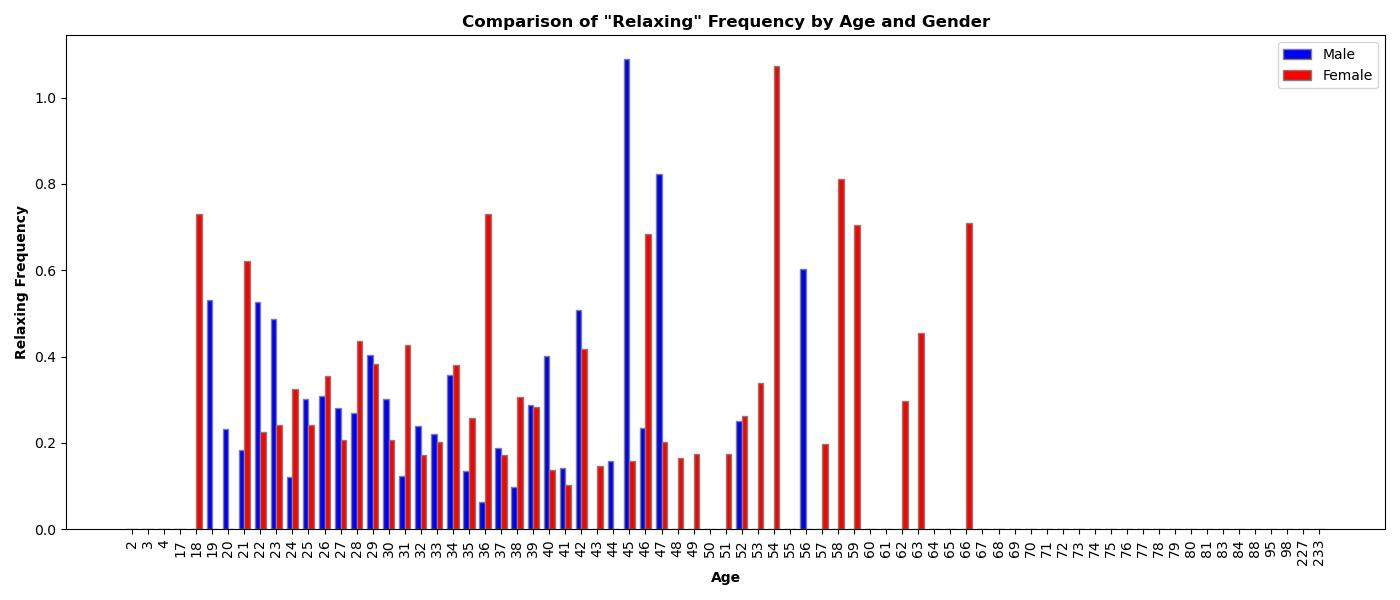 Comparison of "Relaxing" Frequency by Age and Gender
Male
Female
Relaxing Frequency
1.0
0.8
0.6
0.4
0.2
0.0
2 3 4 17 18 19 20 21 22 23 24 25 26 27 28 29 30 31 32 33 34 35 36 37 38 39 40 41 42 43 44 45 46 47 48 49 50 51 52 53 54 55 56 57 58 59 60 61 62 63 64 65 66 67 68 69 70 71 72 73 74 75 76 77 78 79 80 81 83 84 88 95 98 227 233
Age